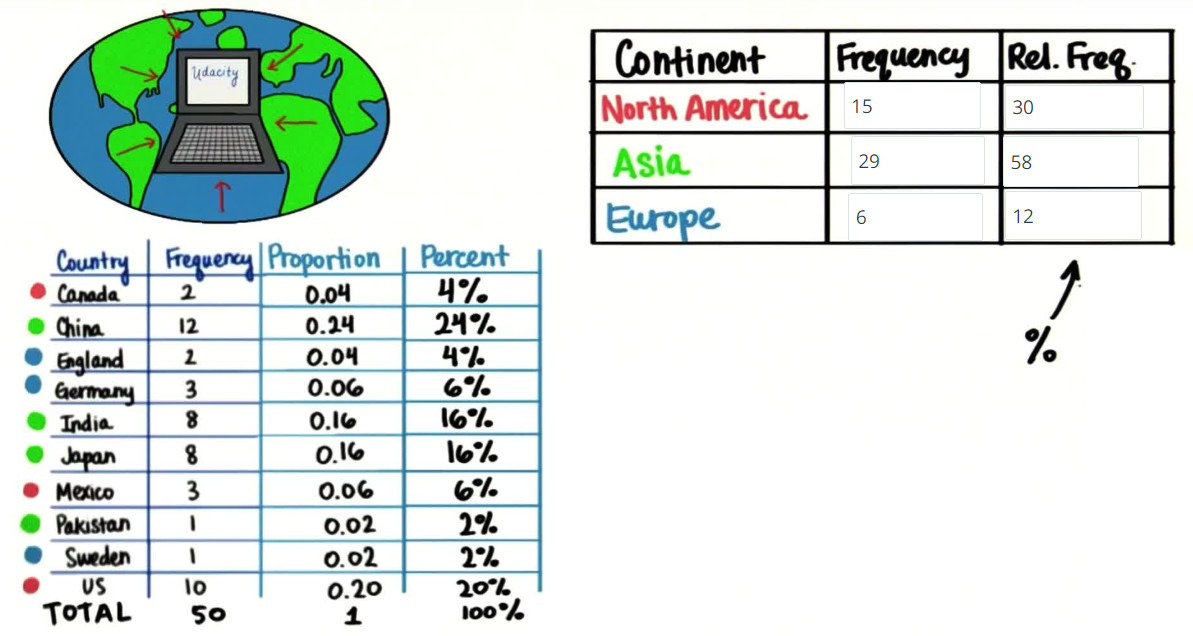 Udacity
Country Frequency Proportion Percent
Canada 2 0.04 4%
China 12 0.24 24%
England 2 0.04 4%
Germany 3 0.06 6%
India 8 0.16 16%
Japan 8 0.16 16%
Mexico 3 0.06 6%
Pakistan 1 0.02 2%
Sweden 1 0.02 2%
US 10 0.20 20%
TOTAL 50 1 100%
Continent Frequency Rel. Freq.
North America 15 30
Asia 29 58
Europe 6 12
%